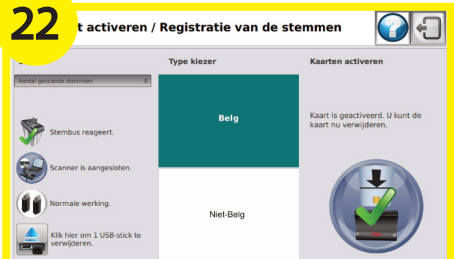 22
t activeren / Registratie van de stemmen
Type kiezer
Kaarten activeren
Aantal gescande stemmen 0
Belg
Kaart is geactiveerd. U kunt de
kaart nu verwijderen.
Stembus reageert.
Scanner is aangesloten.
Normale werking.
Niet-Belg
Klik hier om 1 USB-stick te
verwijderen.